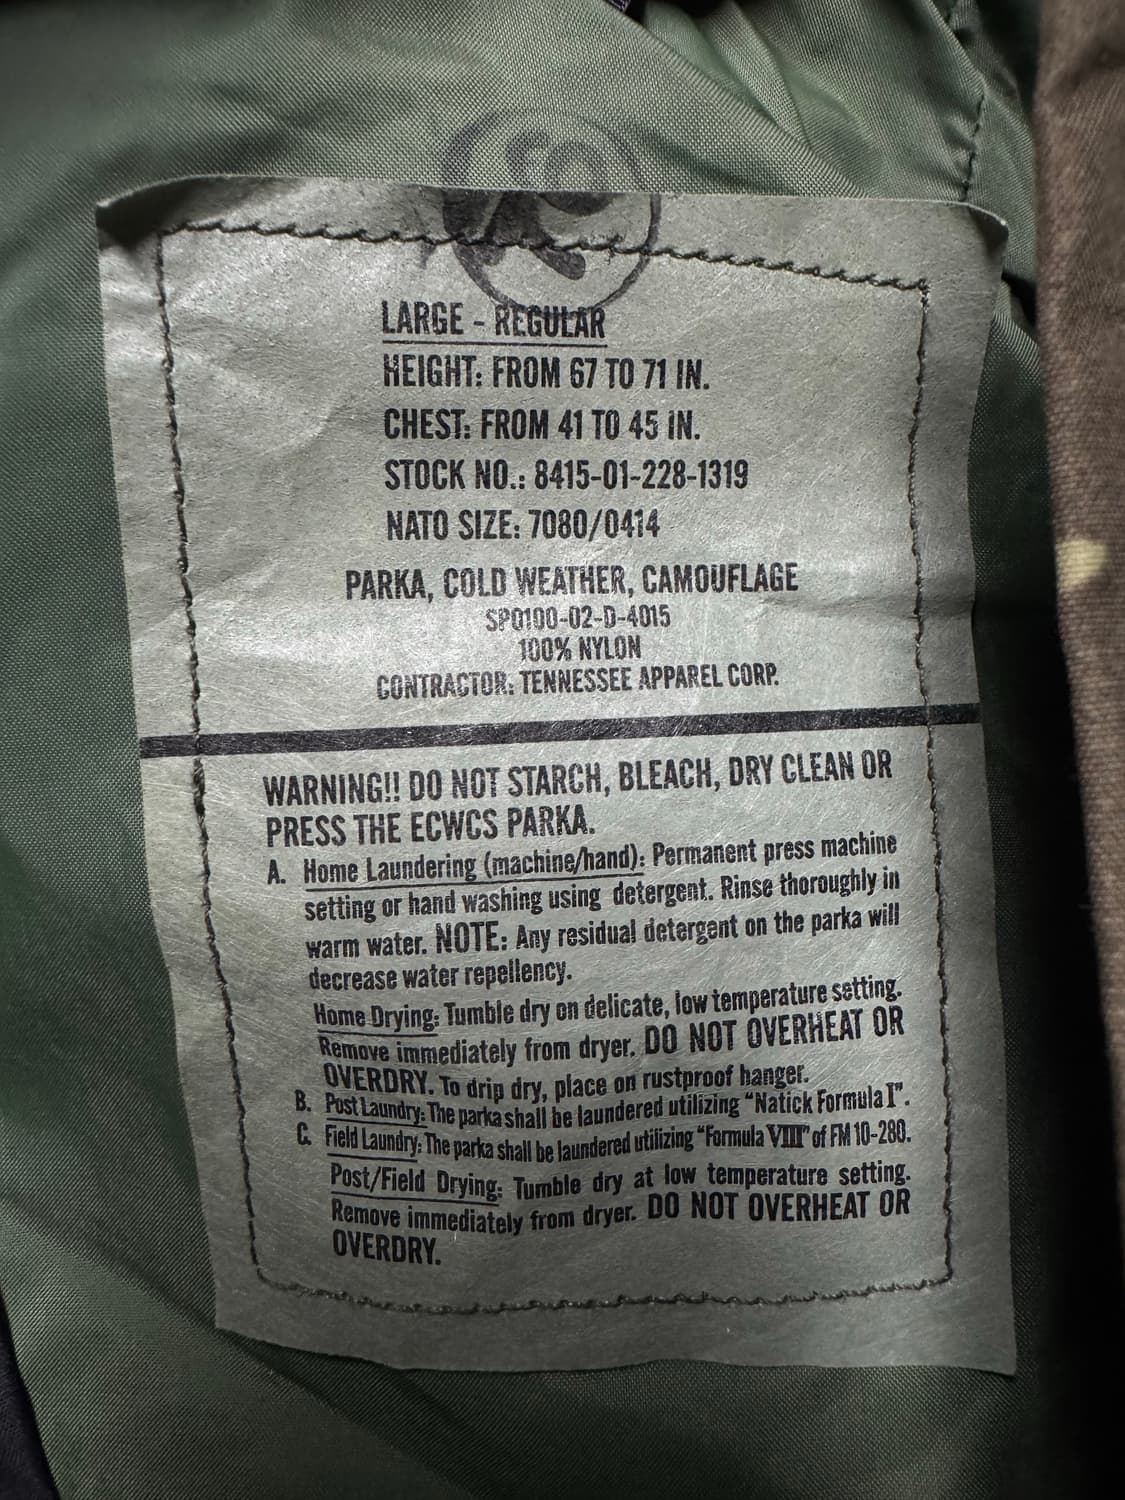 LARGE - REGULAR
HEIGHT: FROM 67 TO 71 IN.
CHEST: FROM 41 TO 45 IN.
STOCK NO.: 8415-01-228-1319
NATO SIZE: 7080/0414
PARKA, COLD WEATHER, CAMOUFLAGE
SP0100-02-D-4015
100% NYLON
CONTRACTOR: TENNESSEE APPAREL CORP.
WARNING!! DO NOT STARCH, BLEACH, DRY CLEAN OR
PRESS THE ECWCS PARKA.
A. Home Laundering (machine/hand): Permanent press machine
setting or hand washing using detergent. Rinse thoroughly in
warm water. NOTE: Any residual detergent on the parka will
decrease water repellency.
Home Drying: Tumble dry on delicate, low temperature setting.
Remove immediately from dryer. DO NOT OVERHEAT OR
OVERDRY. To drip dry, place on rustproof hanger.
B. Post Laundry: The parka shall be laundered utilizing "Natick Formula I".
C. Field Laundry: The parka shall be laundered utilizing "Formula VIII" of FM 10-280.
Post/Field Drying: Tumble dry at low temperature setting.
Remove immediately from dryer. DO NOT OVERHEAT OR
OVERDRY.